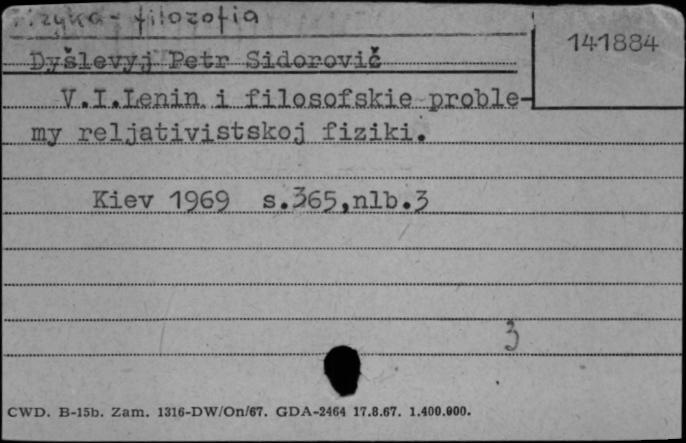 Fizyka - filozofia
141884
Dyšlevyj Petr Sidorovič
V.I.Lenin i filosofskie proble-
my reljativistskoj fiziki.
Kiev 1969 s.365,nlb.3
3
CWD. B-15b. Zam. 1316-DW/On/67. GDA-2464 17.8.67. 1.400.000.